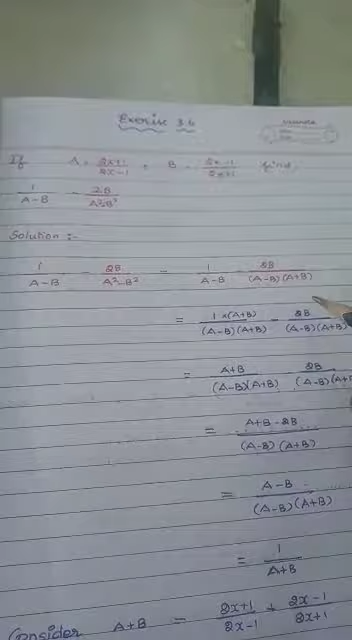 Exercise 3.6
If A = 2x+1/2x-1, B = 2x-1/2x+1 find
1/A-B - 2B/A²-B²
Solution :-
1/A-B - 2B/A²-B² = 1/A-B - 2B/(A-B)(A+B)
= 1×(A+B)/(A-B)(A+B) - 2B/(A-B)(A+B)
= A+B/(A-B)(A+B) - 2B/(A-B)(A+B
= A+B-2B/(A-B)(A+B)
= A-B/(A-B)(A+B)
= 1/A+B
Consider A+B = 2x+1/2x-1 + 2x-1/2x+1